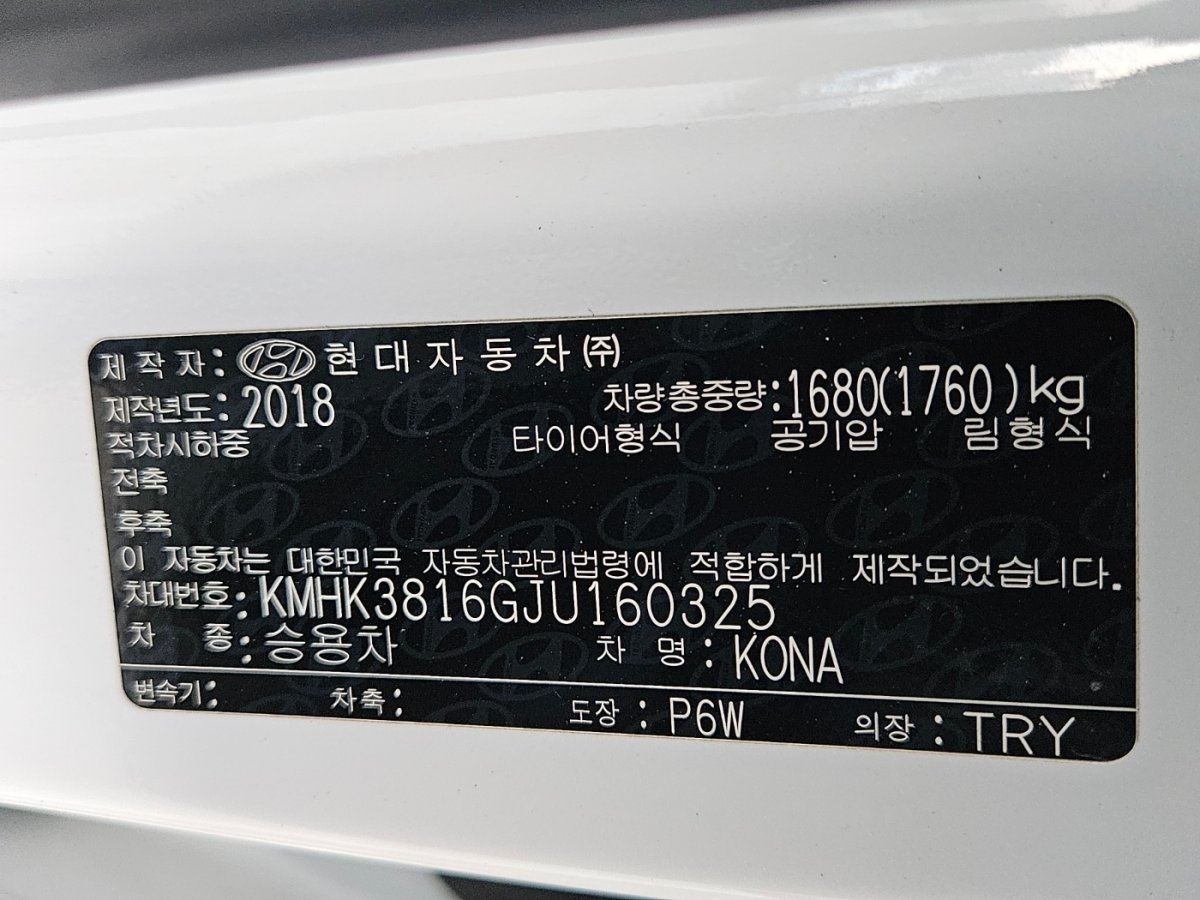 제작자: 현대자동차(주)
제작년도: 2018 차량총중량: 1680(1760)kg
적차시하중 타이어형식 공기압 림형식
전축
후축
이 자동차는 대한민국 자동차관리법령에 적합하게 제작되었습니다.
차대번호: KMHK3816GJU160325
차 종: 승용차 차 명: KONA
변속기: 차축: 도장: P6W 의장: TRY